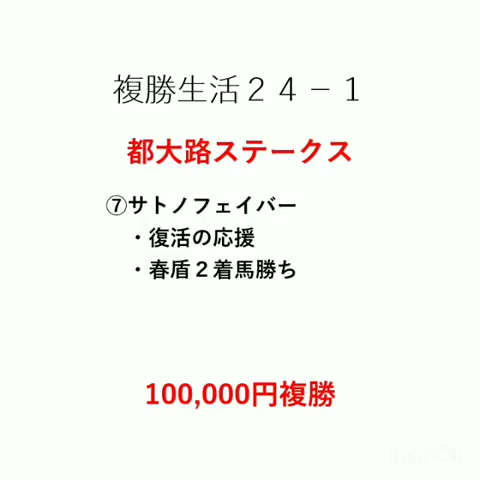 複勝生活２４－１
都大路ステークス
⑦サトノフェイバー
・復活の応援
・春盾２着馬勝ち
100,000円複勝